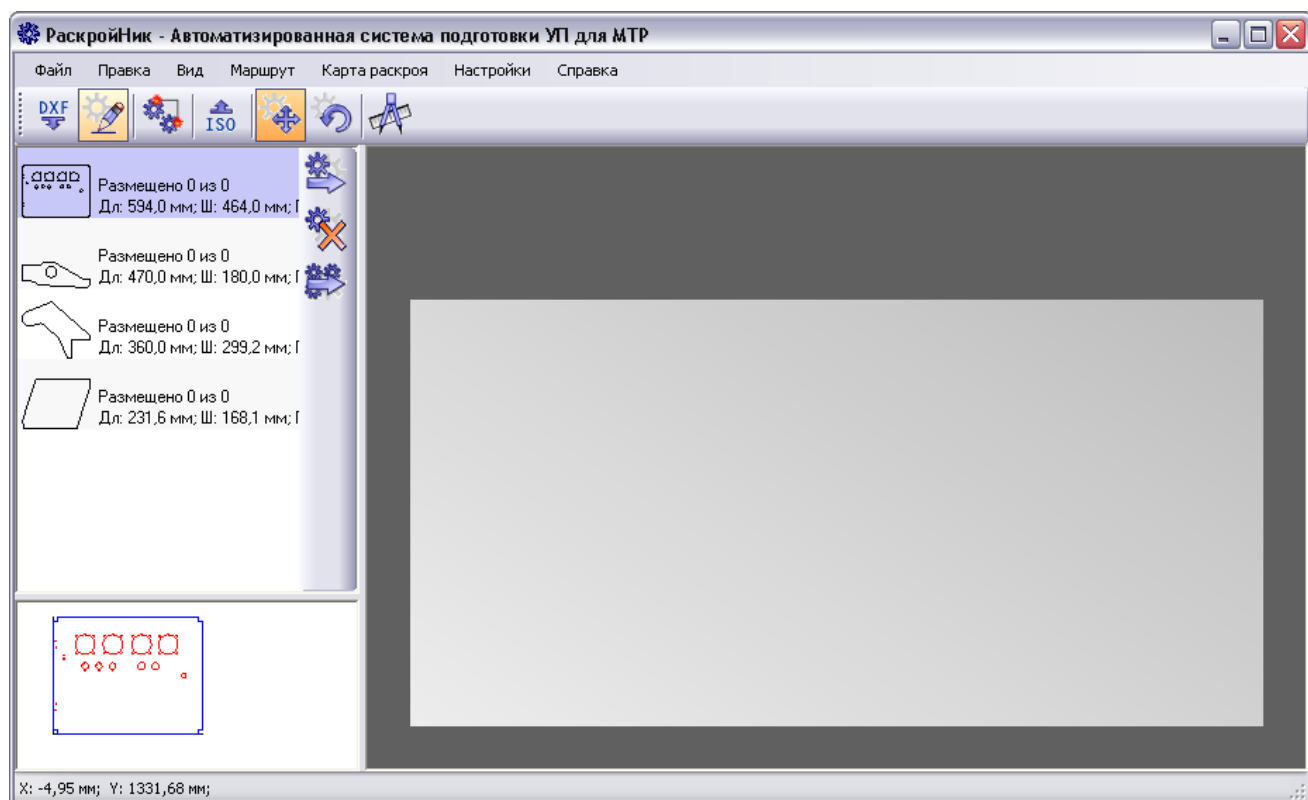 РаскройНик - Автоматизированная система подготовки УП для МТР
Файл Правка Вид Маршрут Карта раскроя Настройки Справка
DXF ISO
Размещено 0 из 0
Дл: 594,0 мм; Ш: 464,0 мм;
Размещено 0 из 0
Дл: 470,0 мм; Ш: 180,0 мм;
Размещено 0 из 0
Дл: 360,0 мм; Ш: 299,2 мм;
Размещено 0 из 0
Дл: 231,6 мм; Ш: 168,1 мм;
X: -4,95 мм; Y: 1331,68 мм;